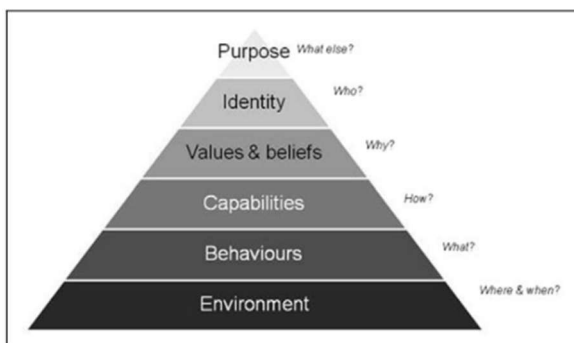 Purpose What else?
Identity Who?
Values & beliefs Why?
Capabilities How?
Behaviours What?
Environment Where & when?